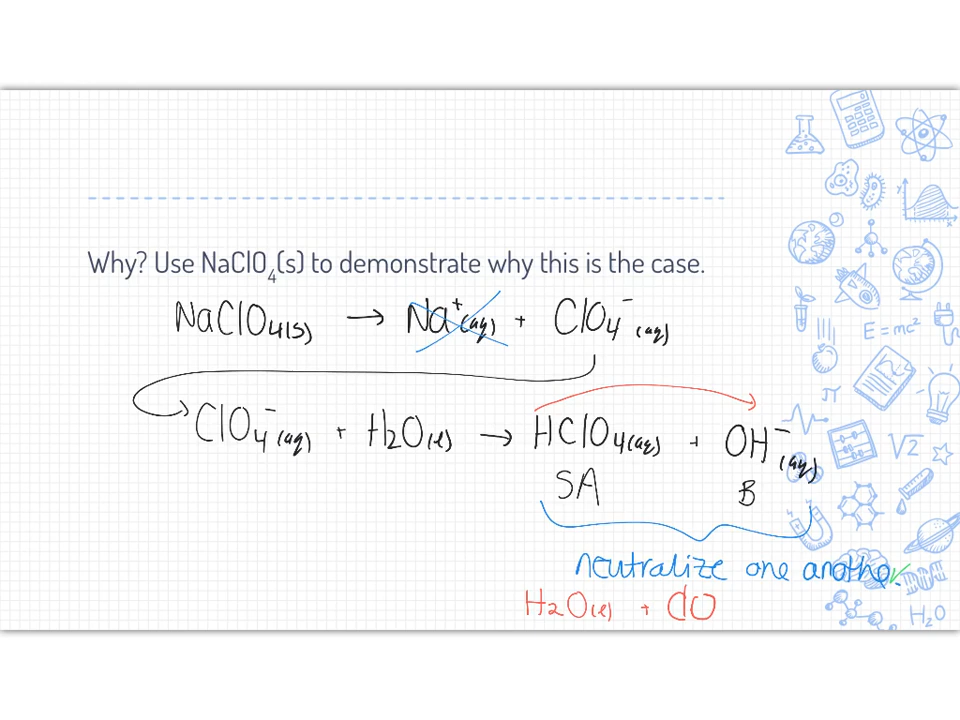 Why? Use NaClO₄(s) to demonstrate why this is the case.
NaClO₄(s) → Na⁺(aq) + ClO₄⁻(aq)
ClO₄⁻(aq) + H₂O(l) → HClO₄(aq) + OH⁻(aq)
SA B
neutralize one another.
H₂O(l) + ClO
E=mc²
π
√2
H₂O
y
x